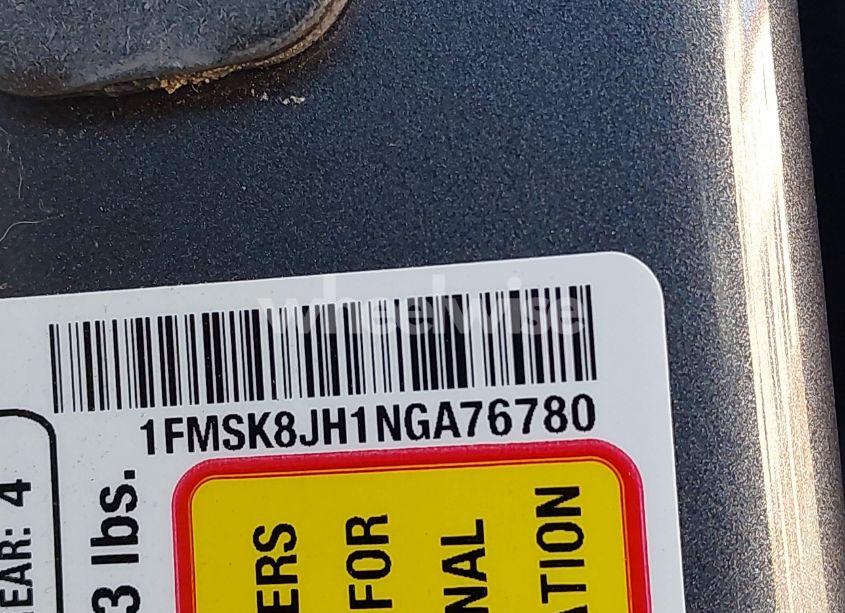 wheelwise
1FMSK8JH1NGA76780
EAR: 4
3 lbs.
ERS
FOR
NAL
ATION